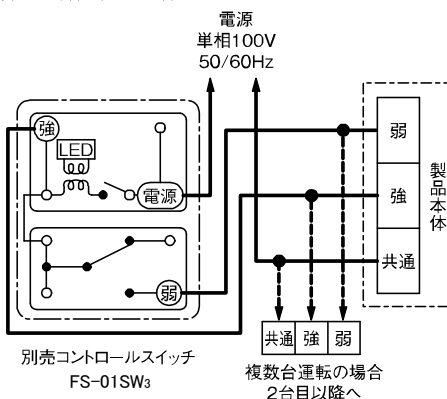 電源
単相100V
50/60Hz
強
LED
電源
弱
弱
強
共通
製品本体
共通 強 弱
別売コントロールスイッチ
FS-01SW3
複数台運転の場合
2台目以降へ